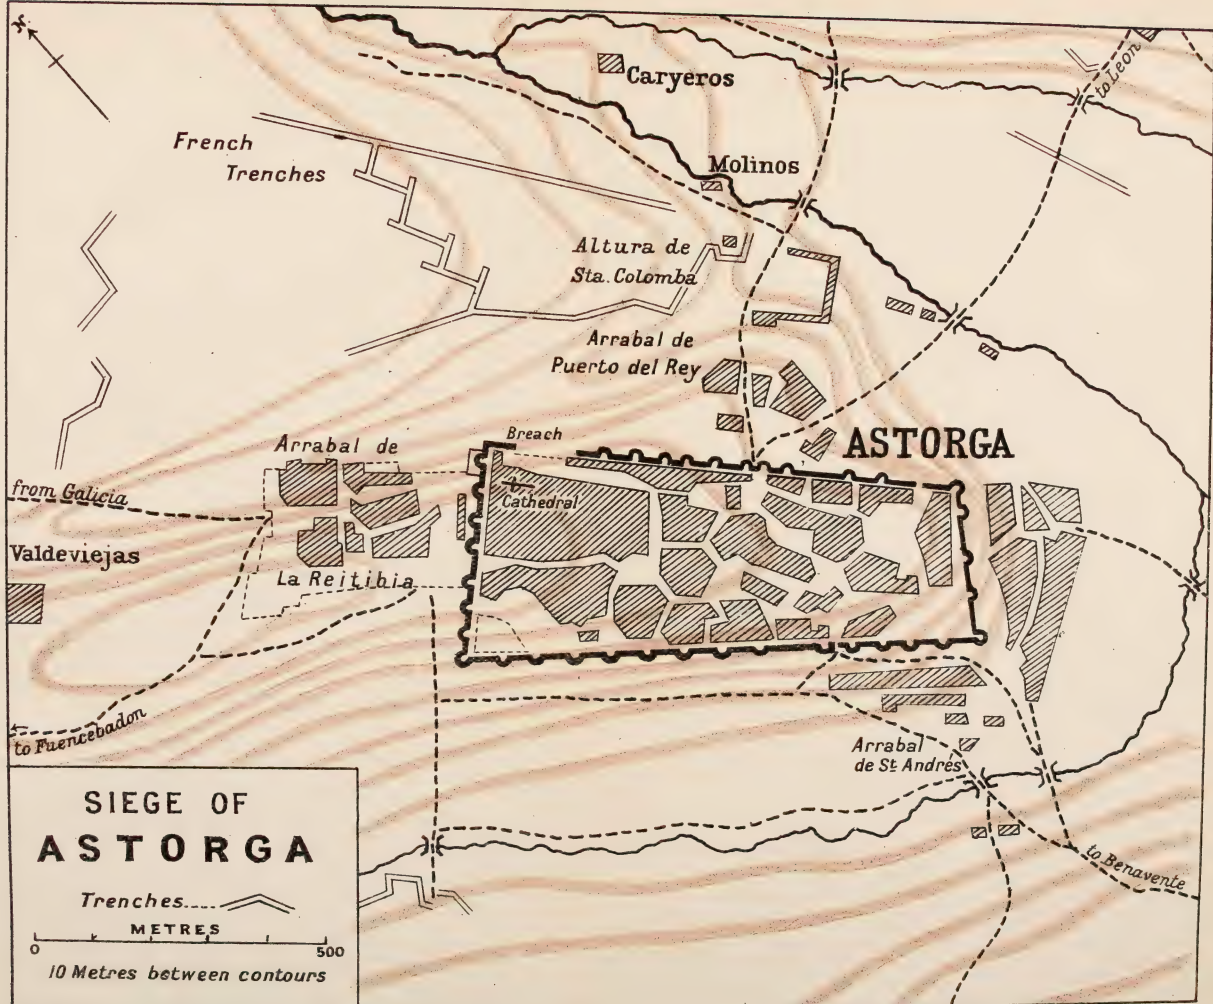 N
Caryeros
to Leon
French
Trenches
Molinos
Altura de
Sta. Colomba
Arrabal de
Puerto del Rey
ASTORGA
Breach
Arrabal de
from Galicia
Cathedral
Valdeviejas
La Reitibia
to Fuencebadon
Arrabal
de St Andrés
to Benavente
SIEGE OF
ASTORGA
Trenches....
METRES
0 500
10 Metres between contours